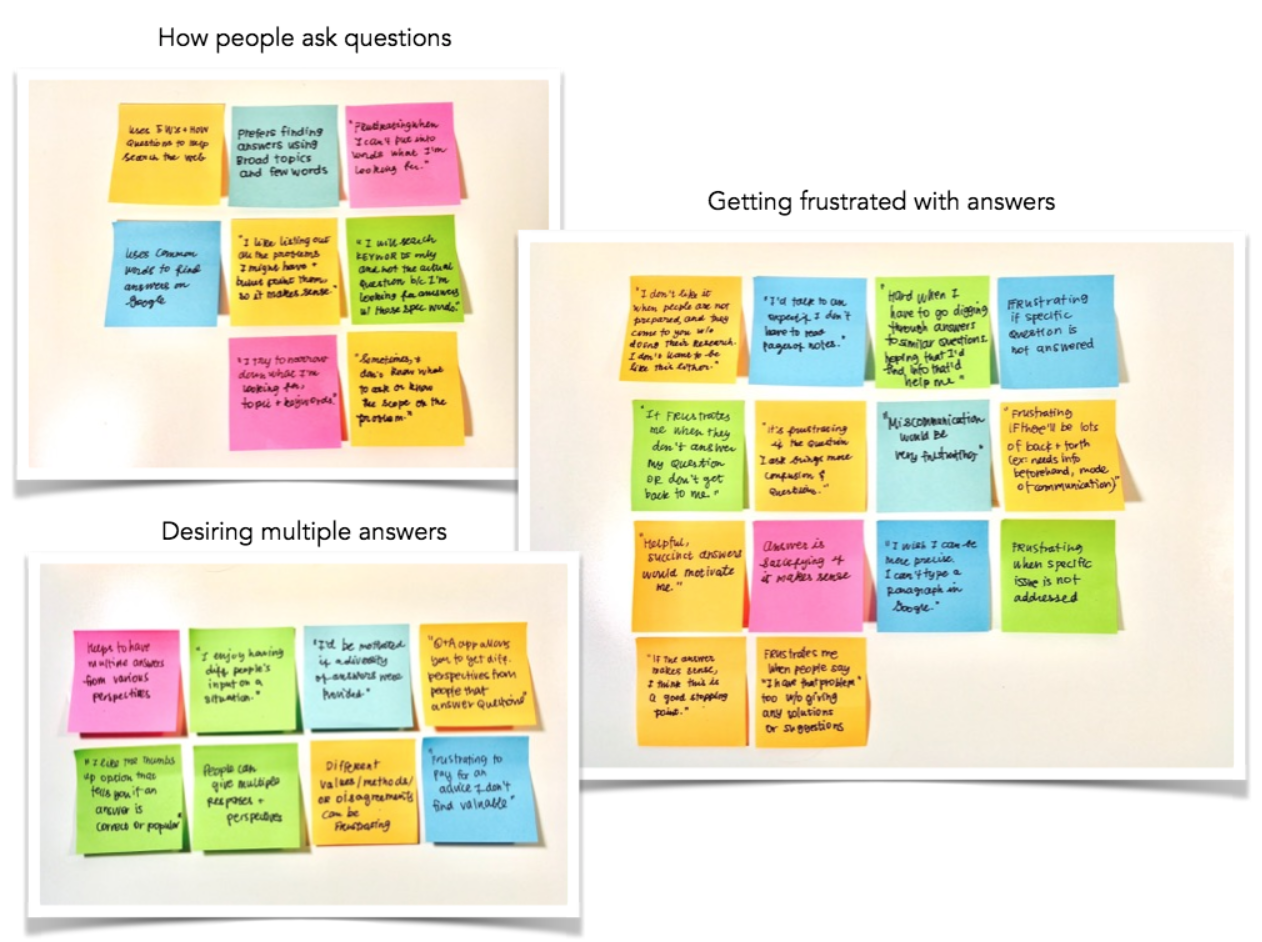 How people ask questions
Uses 5 W's + How
Questions to help
search the web
Prefers finding
answers using
Broad topics
and few words
"Frustrating when
I can't put into
words what I'm
looking for."
Uses common
words to find
answers on
Google
"I like listing out
all the problems
I might have +
bullet point them,
so it makes sense."
"I will search
KEYWORDS only
and not the actual
question b/c I'm
looking for answers
w/ those spec words."
"I try to narrow
down what I'm
looking for,
topic + keywords"
"Sometimes, I
don't know what
to ask or know
the scope on the
problem."
Getting frustrated with answers
"I don't like it
when people are not
prepared, and they
come to you w/o
doing their research.
I don't want to be
like this either."
"I'd talk to an
expert if I don't
have to read
pages of notes."
"Hard when I
have to go digging
through answers
to similar questions,
hoping that I'd
find info that'd
help me"
Frustrating
if specific
question is
not answered
"It frustrates
me when they
don't answer
my question
or don't get
back to me."
"It's frustrating
if the question
I ask brings more
confusion &
questions."
"Miscommunication
would be
very frustrating"
"Frustrating
if there'll be lots
of back + forth
(ex: needs info
beforehand, mode
of communication)"
"Helpful,
succinct answers
would motivate
me."
Answer is
satisfying if
it makes sense
"I wish I can be
more precise.
I can't type a
paragraph in
Google."
Frustrating
when specific
issue is not
addressed
"If the answer
makes sense,
I think this is
a good stopping
point."
Frustrates me
when people say
"I have that problem"
too w/o giving
any solutions
or suggestions
Desiring multiple answers
Helps to have
multiple answers
from various
perspectives
"I enjoy having
diff people's
input on a
situation."
"I'd be motivated
if a diversity
of answers were
provided"
"Q+A app allows
you to get diff.
perspectives from
people that
answer questions"
"I like the thumbs
up option that
tells you if an
answer is
correct or popular"
People can
give multiple
responses +
perspectives
Different
values/methods/
or disagreements
can be
frustrating
"Frustrating to
pay for an
advice I don't
find valuable"